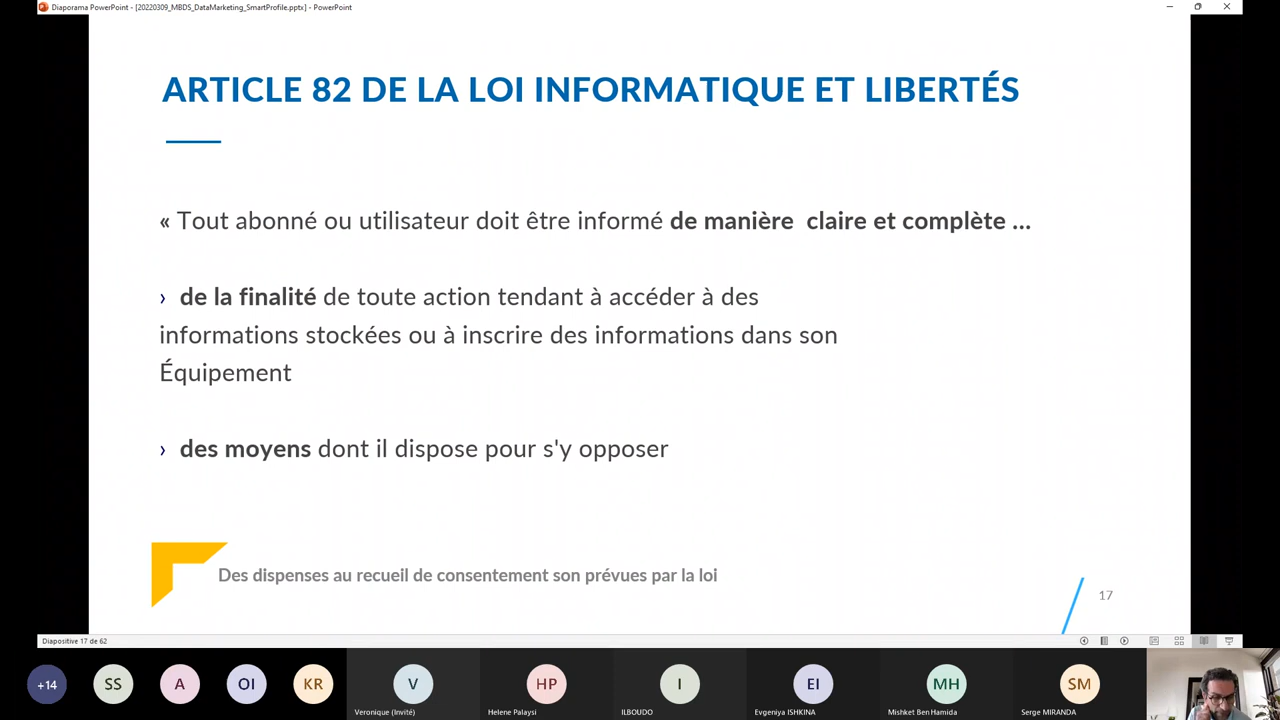 Diaporama PowerPoint - [20220309_MBDS_DataMarketing_SmartProfile.pptx] - PowerPoint
ARTICLE 82 DE LA LOI INFORMATIQUE ET LIBERTÉS
« Tout abonné ou utilisateur doit être informé de manière  claire et complète ...
› de la finalité de toute action tendant à accéder à des
informations stockées ou à inscrire des informations dans son
Équipement
› des moyens dont il dispose pour s'y opposer
Des dispenses au recueil de consentement son prévues par la loi
17
Diapositive 17 de 62
+14 SS A OI KR V HP I EI MH SM
Veronique (Invité) Helene Palaysi ILBOUDO Evgeniya ISHKINA Mishket Ben Hamida Serge MIRANDA